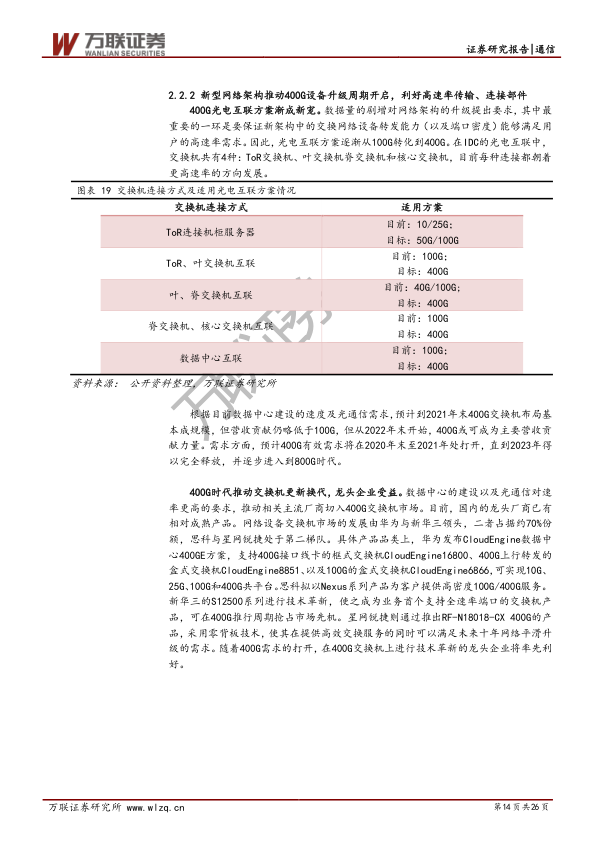 万联证券
WANLIAN SECURITIES
证券研究报告|通信
2.2.2 新型网络架构推动400G设备升级周期开启，利好高速率传输、连接部件
400G光电互联方案渐成新宠。数据量的剧增对网络架构的升级提出要求，其中最
重要的一环是要保证新架构中的交换网络设备转发能力（以及端口密度）能够满足用
户的高速率需求。因此，光电互联方案逐渐从100G转化到400G。在IDC的光电互联中，
交换机共有4种：ToR交换机、叶交换机脊交换机和核心交换机，目前每种连接都朝着
更高速率的方向发展。
图表 19 交换机连接方式及适用光电互联方案情况
交换机连接方式 适用方案
ToR连接机柜服务器 目前：10/25G；
目标：50G/100G
ToR、叶交换机互联 目前：100G；
目标：400G
叶、脊交换机互联 目前：40G/100G；
目标：400G
脊交换机、核心交换机互联 目前：100G
目标：400G
数据中心互联 目前：100G；
目标：400G
资料来源： 公开资料整理，万联证券研究所
根据目前数据中心建设的速度及光通信需求，预计到2021年末400G交换机布局基
本成规模，但营收贡献仍略低于100G，但从2022年末开始，400G或可成为主要营收贡
献力量。需求方面，预计400G有效需求将在2020年末至2021年处打开，直到2023年得
以完全释放，并逐步进入到800G时代。
400G时代推动交换机更新换代，龙头企业受益。数据中心的建设以及光通信对速
率更高的要求，推动相关主流厂商切入400G交换机市场。目前，国内的龙头厂商已有
相对成熟产品。网络设备交换机市场的发展由华为与新华三领头，二者占据约70%份
额，思科与星网锐捷处于第二梯队。具体产品品类上，华为发布CloudEngine数据中
心400GE方案，支持400G接口线卡的框式交换机CloudEngine16800、400G上行转发的
盒式交换机CloudEngine8851、以及100G的盒式交换机CloudEngine6866,可实现10G、
25G、100G和400G共平台。思科拟以Nexus系列产品为客户提供高密度100G/400G服务。
新华三的S12500系列进行技术革新，使之成为业务首个支持全速率端口的交换机产
品，可在400G推行周期抢占市场先机。星网锐捷则通过推出RF-N18018-CX 400G的产
品，采用零背板技术，使其在提供高效交换服务的同时可以满足未来十年网络平滑升
级的需求。随着400G需求的打开，在400G交换机上进行技术革新的龙头企业将率先利
好。
万联证券研究所 www.wlzq.cn
第14页共26页